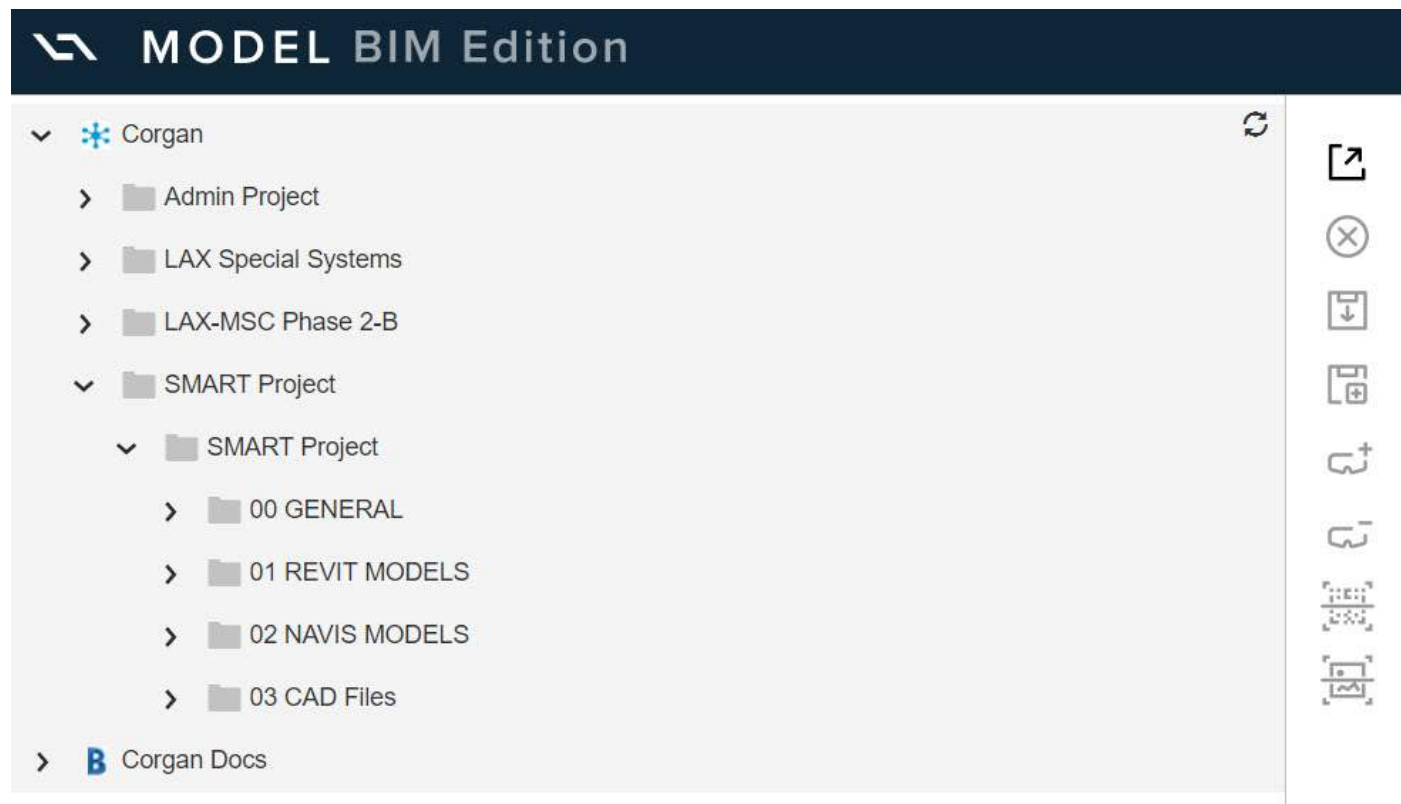 MODEL BIM Edition
Corgan
Admin Project
LAX Special Systems
LAX-MSC Phase 2-B
SMART Project
SMART Project
00 GENERAL
01 REVIT MODELS
02 NAVIS MODELS
03 CAD Files
B Corgan Docs